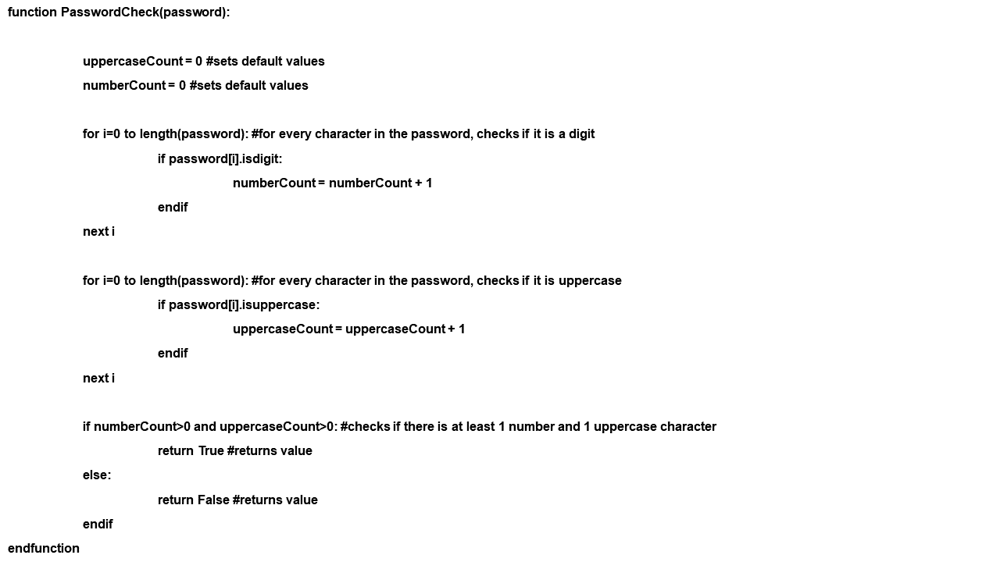 function PasswordCheck(password):
uppercaseCount = 0 #sets default values
numberCount = 0 #sets default values
for i=0 to length(password): #for every character in the password, checks if it is a digit
if password[i].isdigit:
numberCount = numberCount + 1
endif
next i
for i=0 to length(password): #for every character in the password, checks if it is uppercase
if password[i].isuppercase:
uppercaseCount = uppercaseCount + 1
endif
next i
if numberCount>0 and uppercaseCount>0: #checks if there is at least 1 number and 1 uppercase character
return True #returns value
else:
return False #returns value
endif
endfunction